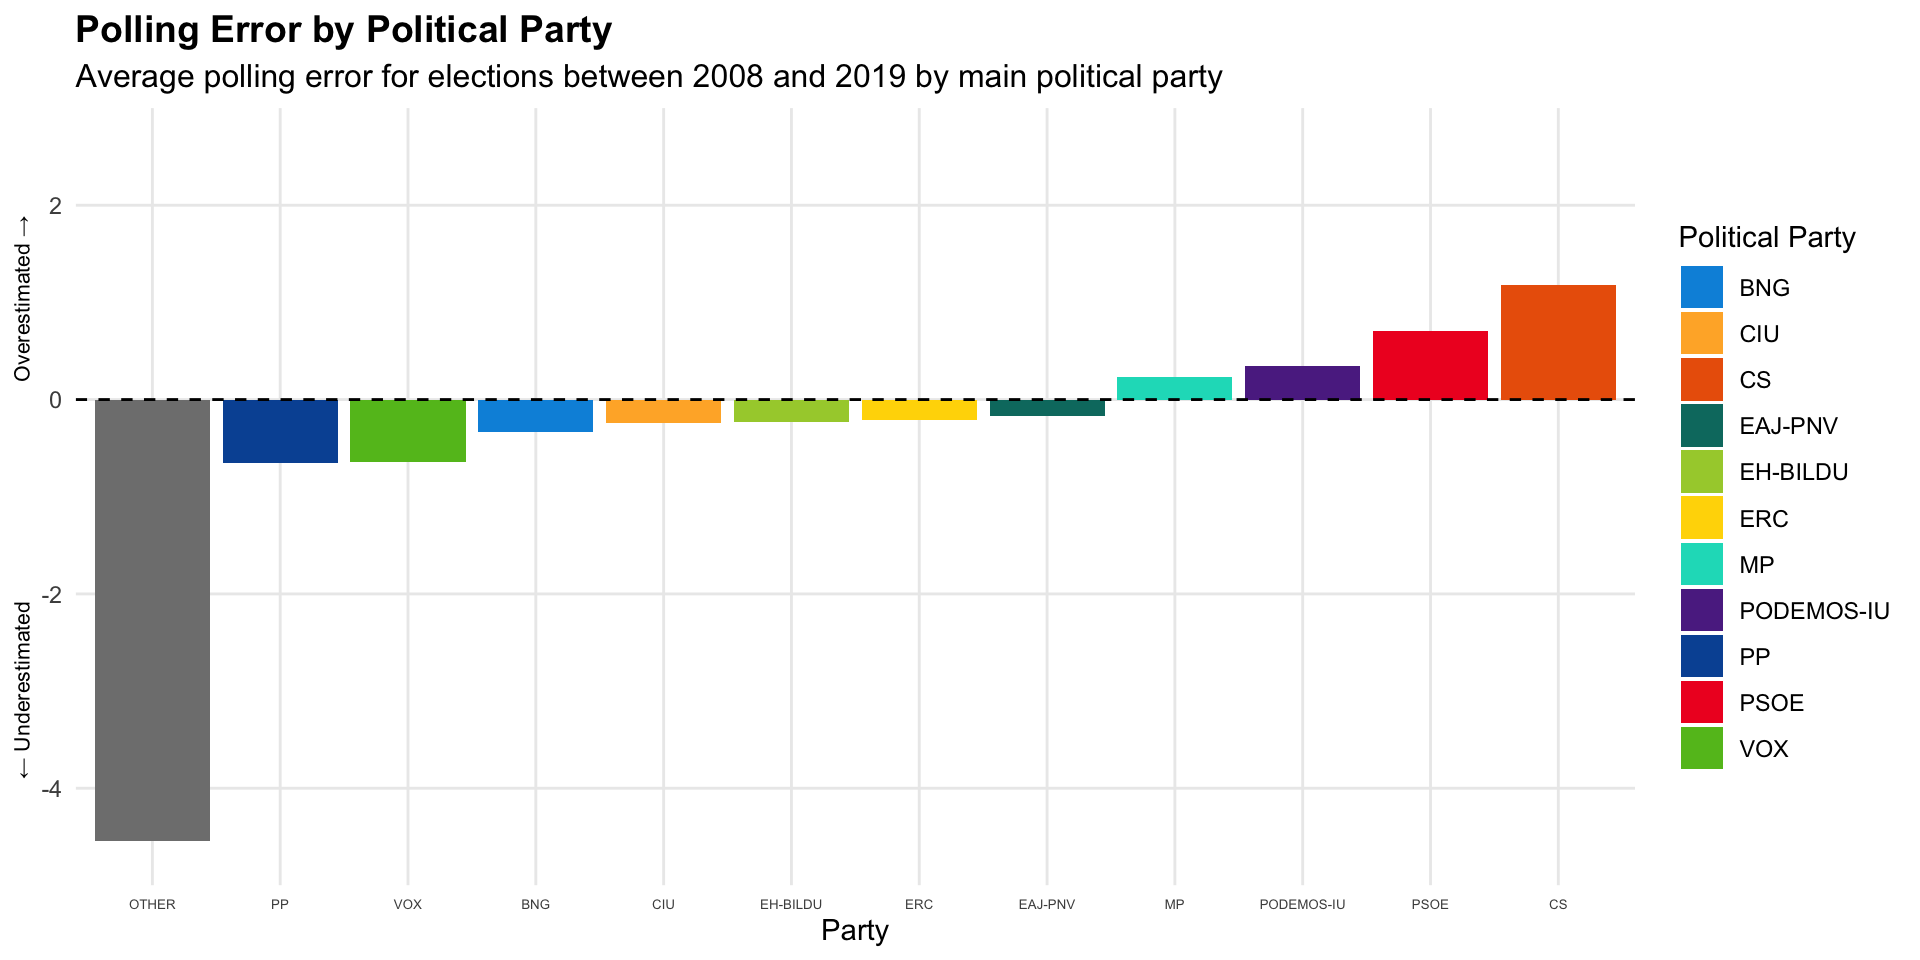 Polling Error by Political Party
Average polling error for elections between 2008 and 2019 by main political party
← Underestimated
Overestimated →
2
0
-2
-4
OTHER
PP
VOX
BNG
CIU
EH-BILDU
ERC
EAJ-PNV
MP
PODEMOS-IU
PSOE
CS
Party
Political Party
BNG
CIU
CS
EAJ-PNV
EH-BILDU
ERC
MP
PODEMOS-IU
PP
PSOE
VOX